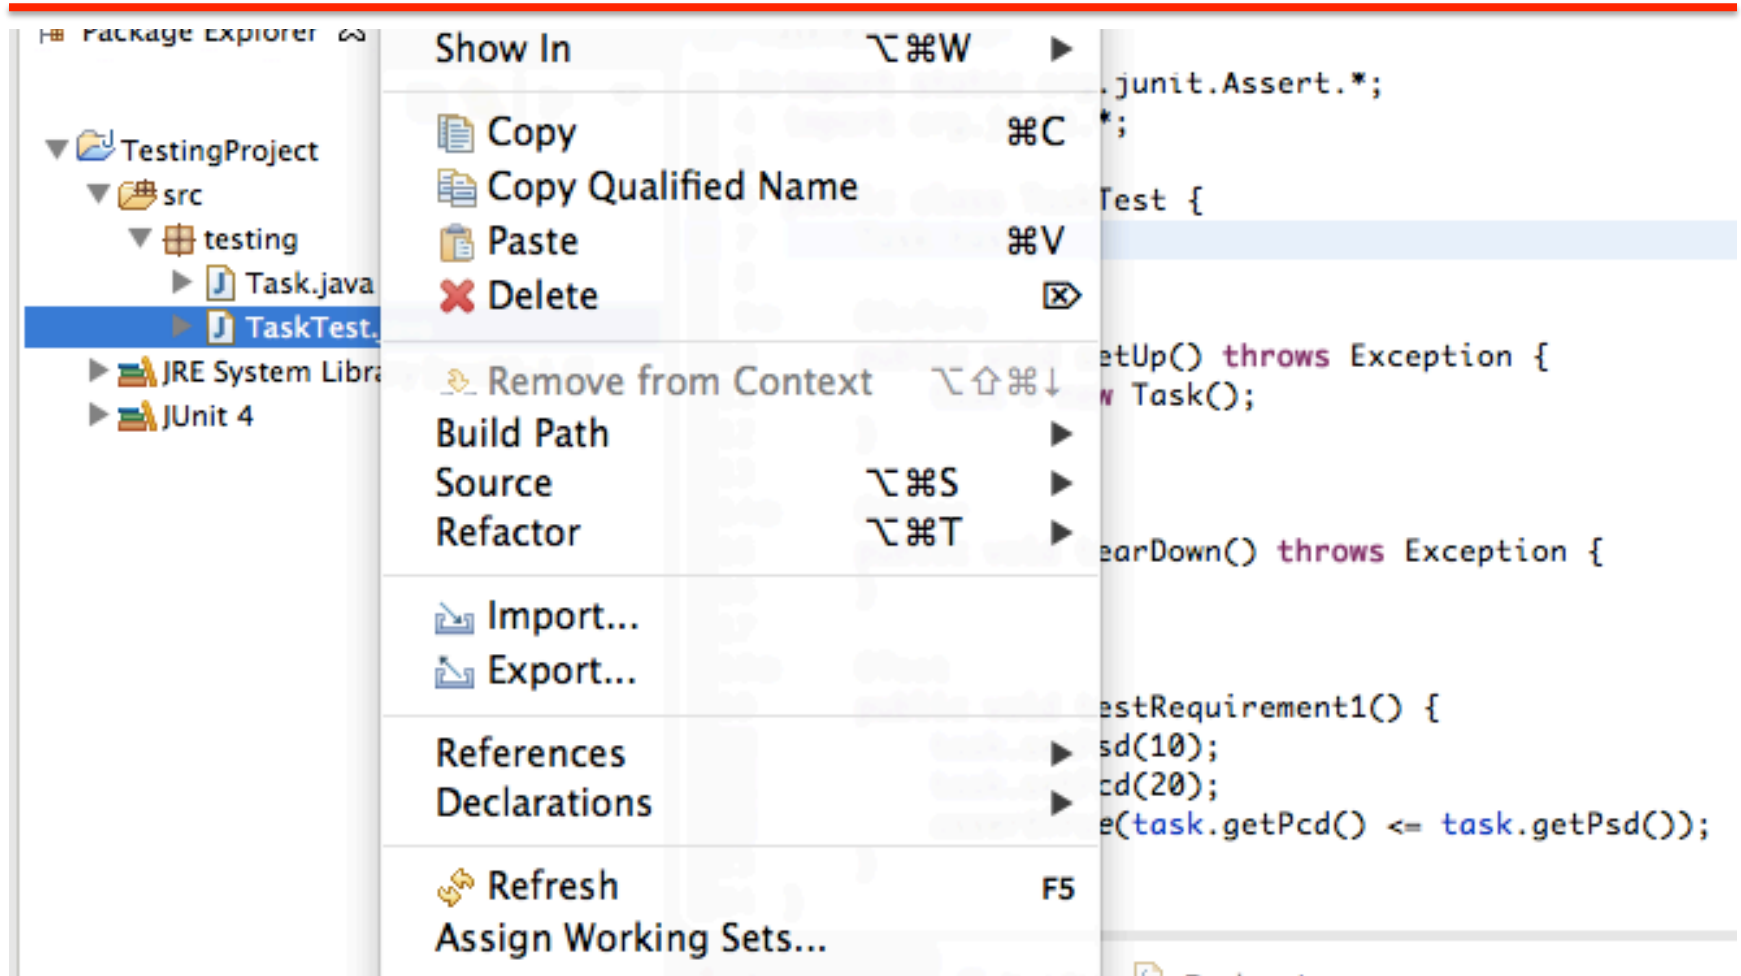 Package Explorer
TestingProject
src
testing
Task.java
TaskTest.
JRE System Libra
JUnit 4
Show In ⌥⌘W ▶
Copy ⌘C
Copy Qualified Name
Paste ⌘V
Delete ⌦
Remove from Context ⌥⇧⌘↓
Build Path ▶
Source ⌥⌘S ▶
Refactor ⌥⌘T ▶
Import...
Export...
References ▶
Declarations ▶
Refresh F5
Assign Working Sets...
.junit.Assert.*;
*;
Test {
etUp() throws Exception {
w Task();
earDown() throws Exception {
estRequirement1() {
sd(10);
cd(20);
e(task.getPcd() <= task.getPsd());